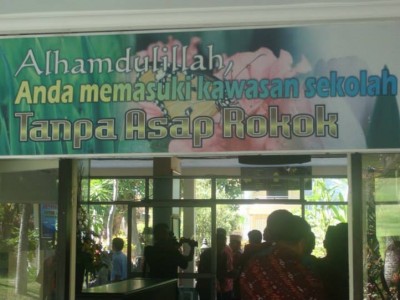 Alhamdulillah,
Anda memasuki kawasan sekolah
Tanpa Asap Rokok